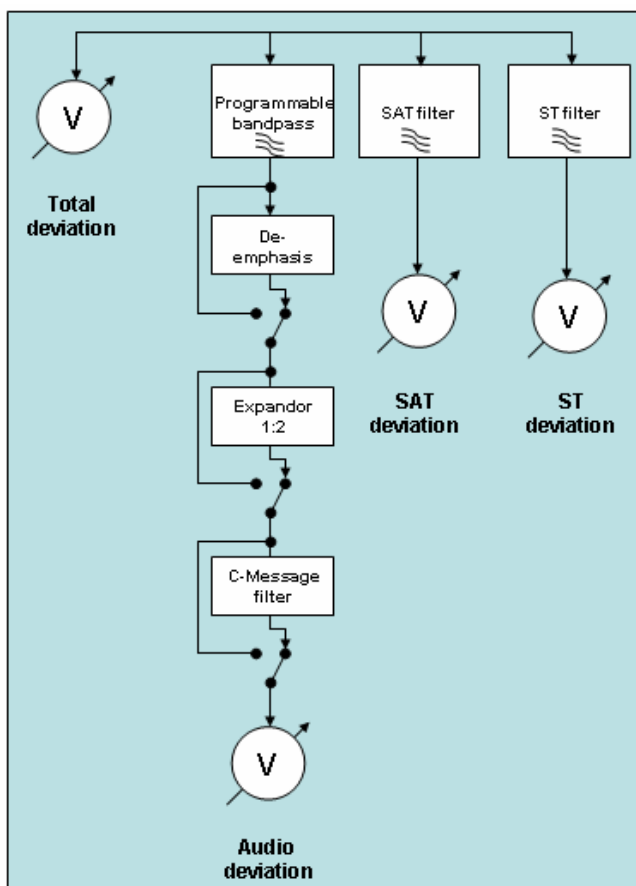 Programmable
bandpass
SAT filter
ST filter
V
Total
deviation
De-
emphasis
V
V
SAT
deviation
ST
deviation
Expandor
1:2
C-Message
filter
V
Audio
deviation